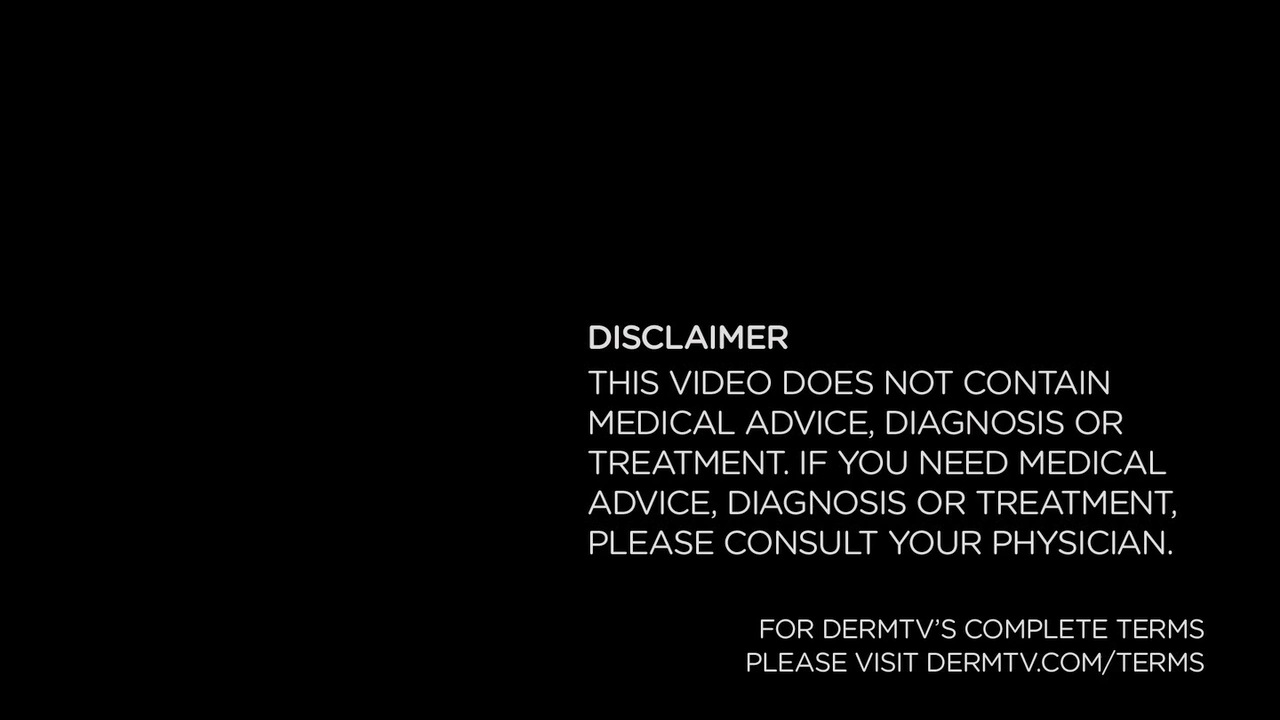 DISCLAIMER
THIS VIDEO DOES NOT CONTAIN
MEDICAL ADVICE, DIAGNOSIS OR
TREATMENT. IF YOU NEED MEDICAL
ADVICE, DIAGNOSIS OR TREATMENT,
PLEASE CONSULT YOUR PHYSICIAN.
FOR DERMTV’S COMPLETE TERMS
PLEASE VISIT DERMTV.COM/TERMS